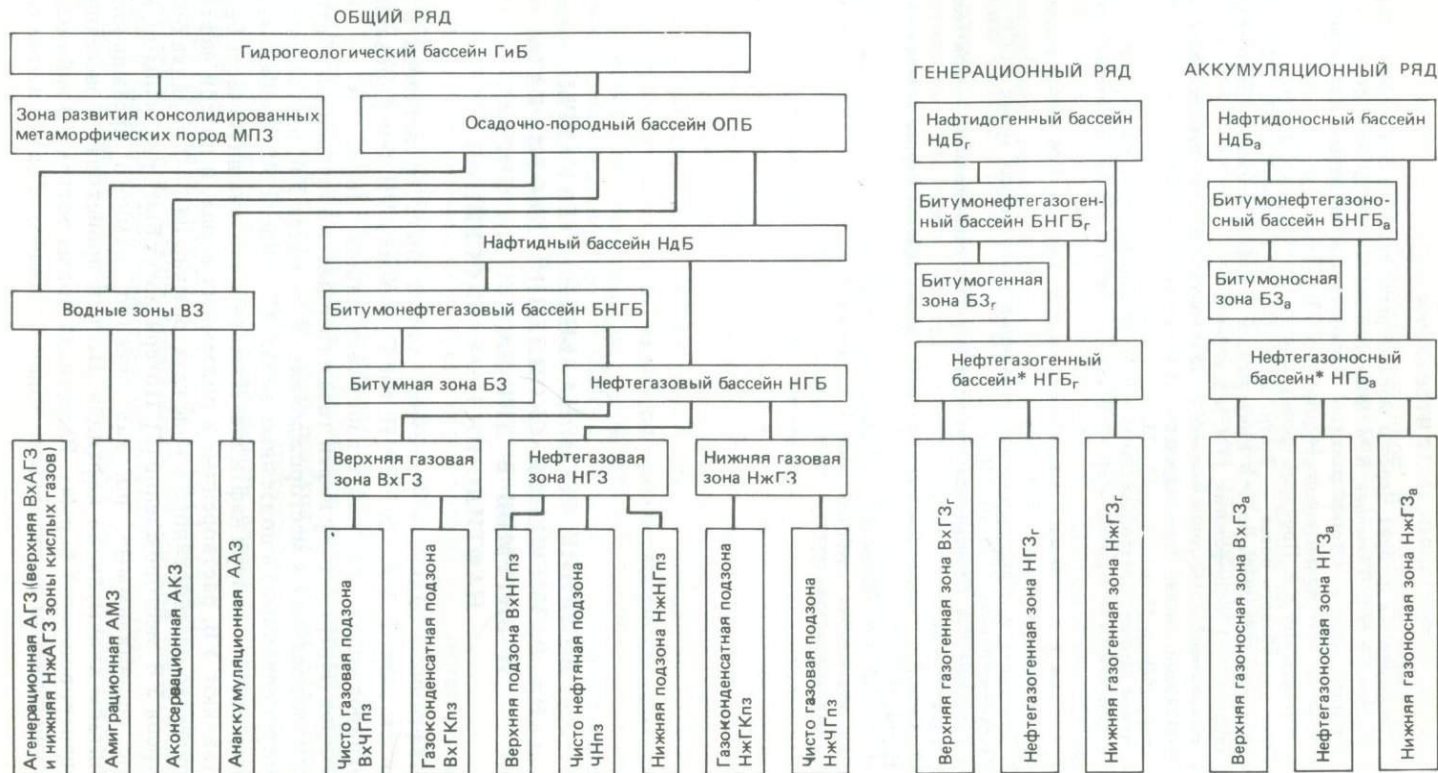 ОБЩИЙ РЯД
Гидрогеологический бассейн ГиБ
Зона развития консолидированных
метаморфических пород МПЗ
Осадочно-породный бассейн ОПБ
Нафтидный бассейн НдБ
Водные зоны ВЗ
Битумонефтегазовый бассейн БНГБ
Битумная зона БЗ
Нефтегазовый бассейн НГБ
Верхняя газовая
зона ВхГЗ
Нефтегазовая
зона НГЗ
Нижняя газовая
зона НжГЗ
Агенерационная АГЗ (верхняя ВхАГЗ
и нижняя НжАГЗ зоны кислых газов)
Амиграционная АМЗ
Аконсервационная АКЗ
Анаккумуляционная ААЗ
Чисто газовая подзона
ВхЧГпз
Газоконденсатная подзона
ВхГКпз
Верхняя подзона ВхНГпз
Чисто нефтяная подзона
ЧНпз
Нижняя подзона НжНГпз
Газоконденсатная подзона
НжГКпз
Чисто газовая подзона
НжЧГпз
ГЕНЕРАЦИОННЫЙ РЯД
Нафтидогенный бассейн
НдБг
Битумонефтегазоген-
ный бассейн БНГБг
Битумогенная
зона БЗг
Нефтегазогенный
бассейн* НГБг
Верхняя газогенная зона ВхГЗг
Нефтегазогенная зона НГЗг
Нижняя газогенная зона НжГЗг
АККУМУЛЯЦИОННЫЙ РЯД
Нафтидоносный бассейн
НдБа
Битумонефтегазоно-
сный бассейн БНГБа
Битумоносная
зона БЗа
Нефтегазоносный
бассейн* НГБа
Верхняя газоносная зона ВхГЗа
Нефтегазоносная зона НГЗа
Нижняя газоносная зона НжГЗа